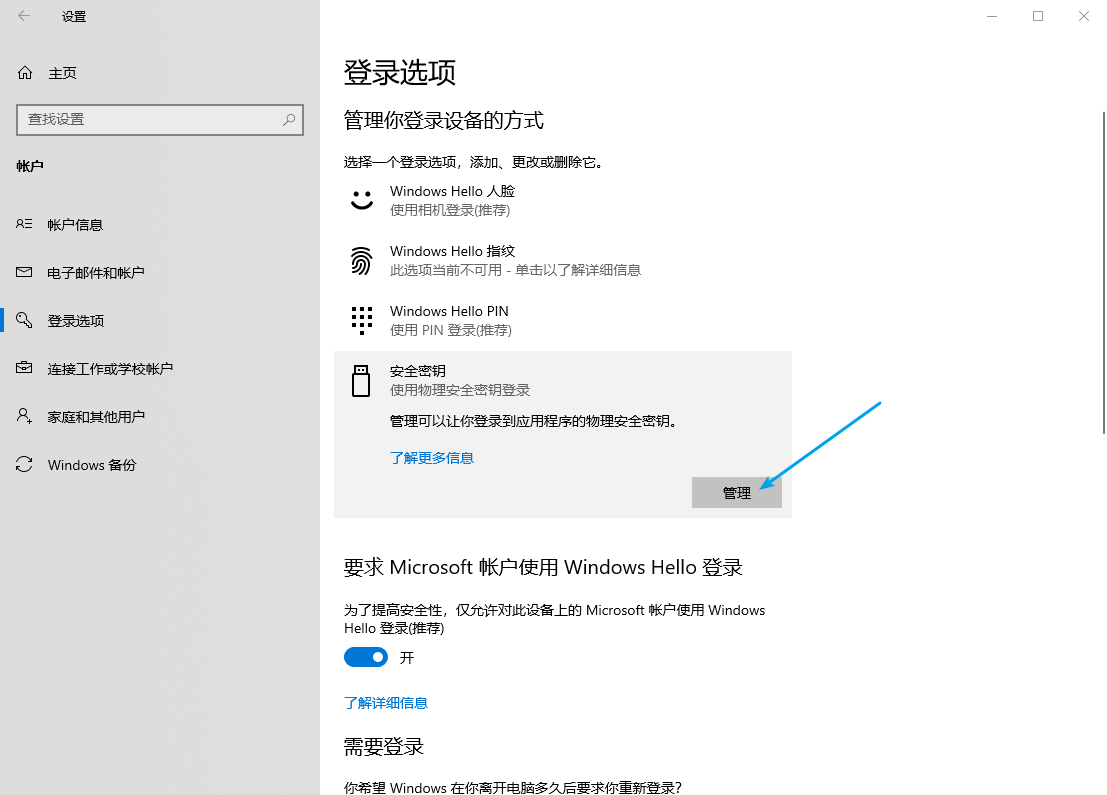 设置
主页
查找设置
帐户
帐户信息
电子邮件和帐户
登录选项
连接工作或学校帐户
家庭和其他用户
Windows 备份
登录选项
管理你登录设备的方式
选择一个登录选项，添加、更改或删除它。
Windows Hello 人脸
使用相机登录(推荐)
Windows Hello 指纹
此选项当前不可用 - 单击以了解详细信息
Windows Hello PIN
使用 PIN 登录(推荐)
安全密钥
使用物理安全密钥登录
管理可以让你登录到应用程序的物理安全密钥。
了解更多信息
管理
要求 Microsoft 帐户使用 Windows Hello 登录
为了提高安全性，仅允许对此设备上的 Microsoft 帐户使用 Windows
Hello 登录(推荐)
开
了解详细信息
需要登录
你希望 Windows 在你离开电脑多久后要求你重新登录?